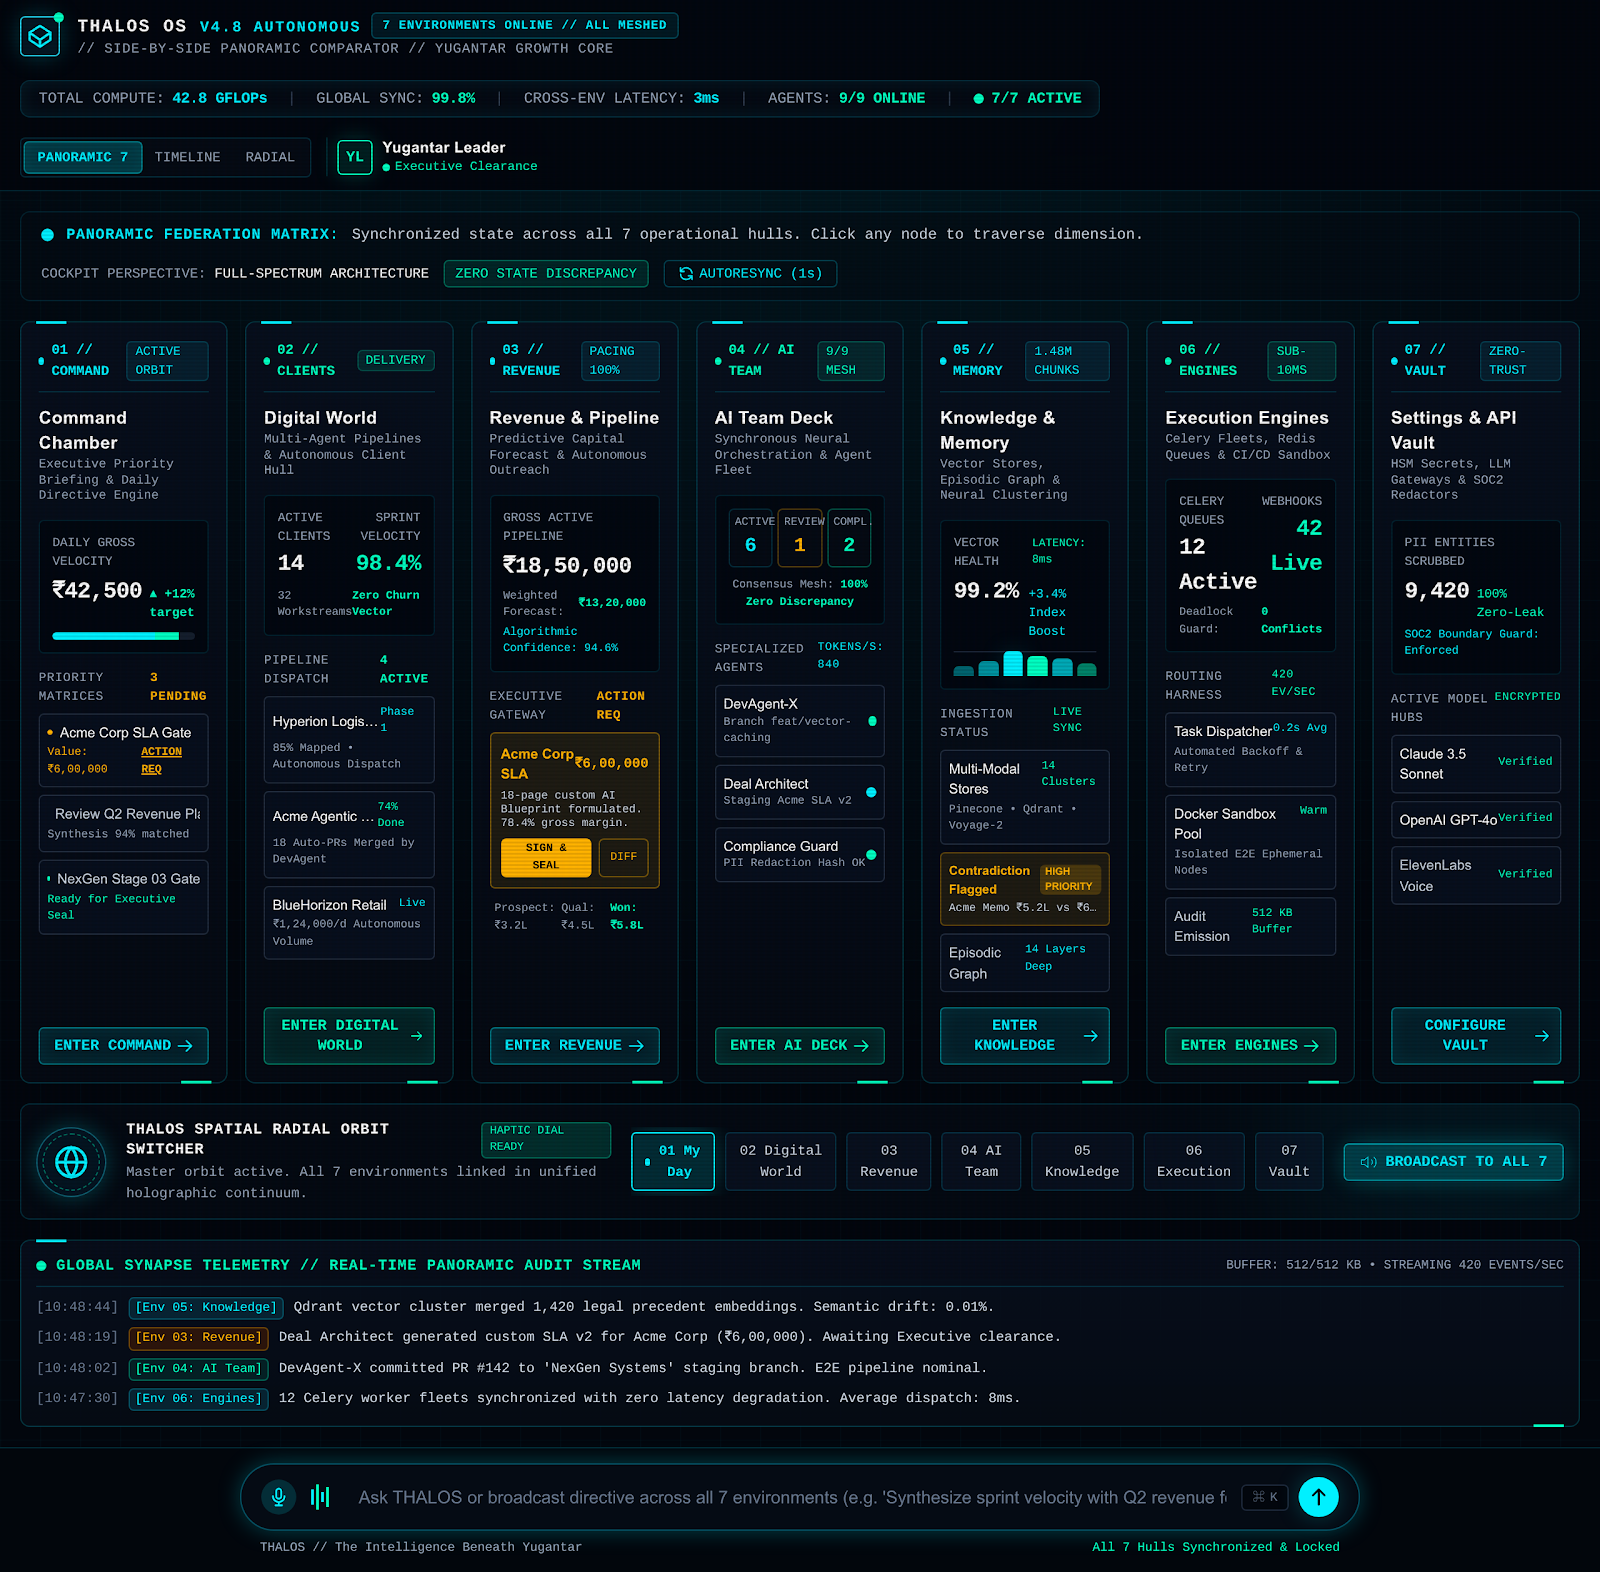 THALOS OS V4.8 AUTONOMOUS
7 ENVIRONMENTS ONLINE // ALL MESHED
// SIDE-BY-SIDE PANORAMIC COMPARATOR // YUGANTAR GROWTH CORE
TOTAL COMPUTE: 42.8 GFLOPs | GLOBAL SYNC: 99.8% | CROSS-ENV LATENCY: 3ms | AGENTS: 9/9 ONLINE | ● 7/7 ACTIVE
PANORAMIC 7 TIMELINE RADIAL
YL
Yugantar Leader
● Executive Clearance
PANORAMIC FEDERATION MATRIX: Synchronized state across all 7 operational hulls. Click any node to traverse dimension.
COCKPIT PERSPECTIVE: FULL-SPECTRUM ARCHITECTURE ZERO STATE DISCREPANCY AUTORESYNC (1s)
01 //
COMMAND
ACTIVE
ORBIT
Command
Chamber
Executive Priority
Briefing & Daily
Directive Engine
DAILY GROSS
VELOCITY
₹42,500 ▲ +12%
target
PRIORITY
MATRICES
3
PENDING
Acme Corp SLA Gate
Value:
₹6,00,000
ACTION
REQ
Review Q2 Revenue Pl
Synthesis 94% matched
NexGen Stage 03 Gate
Ready for Executive
Seal
ENTER COMMAND →
02 //
CLIENTS
DELIVERY
Digital World
Multi-Agent Pipelines
& Autonomous Client
Hull
ACTIVE
CLIENTS
14
SPRINT
VELOCITY
98.4%
32
Workstreams
Zero Churn
Vector
PIPELINE
DISPATCH
4
ACTIVE
Hyperion Logis...
Phase
1
85% Mapped •
Autonomous Dispatch
Acme Agentic ...
74%
Done
18 Auto-PRs Merged by
DevAgent
BlueHorizon Retail
Live
₹1,24,000/d Autonomous
Volume
ENTER DIGITAL
WORLD →
03 //
REVENUE
PACING
100%
Revenue & Pipeline
Predictive Capital
Forecast & Autonomous
Outreach
GROSS ACTIVE
PIPELINE
₹18,50,000
Weighted
Forecast:
₹13,20,000
Algorithmic
Confidence: 94.6%
EXECUTIVE
GATEWAY
ACTION
REQ
Acme Corp
SLA
₹6,00,000
18-page custom AI
Blueprint formulated.
78.4% gross margin.
SIGN &
SEAL
DIFF
Prospect:
₹3.2L
Qual:
₹4.5L
Won:
₹5.8L
ENTER REVENUE →
04 // AI
TEAM
9/9
MESH
AI Team Deck
Synchronous Neural
Orchestration & Agent
Fleet
ACTIVE
6
REVIEW
1
COMPL.
2
Consensus Mesh: 100%
Zero Discrepancy
SPECIALIZED
AGENTS
TOKENS/S:
840
DevAgent-X
Branch feat/vector-
caching
Deal Architect
Staging Acme SLA v2
Compliance Guard
PII Redaction Hash OK
ENTER AI DECK →
05 //
MEMORY
1.48M
CHUNKS
Knowledge &
Memory
Vector Stores,
Episodic Graph &
Neural Clustering
VECTOR
HEALTH
LATENCY:
8ms
99.2%
+3.4%
Index
Boost
INGESTION
STATUS
LIVE
SYNC
Multi-Modal
Stores
14
Clusters
Pinecone • Qdrant •
Voyage-2
Contradiction
Flagged
HIGH
PRIORITY
Acme Memo ₹5.2L vs ₹6…
Episodic
Graph
14 Layers
Deep
ENTER
KNOWLEDGE →
06 //
ENGINES
SUB-
10MS
Execution Engines
Celery Fleets, Redis
Queues & CI/CD Sandbox
CELERY
QUEUES
12
Active
WEBHOOKS
42
Live
Deadlock
Guard:
0
Conflicts
ROUTING
HARNESS
420
EV/SEC
Task Dispatcher
0.2s Avg
Automated Backoff &
Retry
Docker Sandbox
Pool
Warm
Isolated E2E Ephemeral
Nodes
Audit
Emission
512 KB
Buffer
ENTER ENGINES →
07 //
VAULT
ZERO-
TRUST
Settings & API
Vault
HSM Secrets, LLM
Gateways & SOC2
Redactors
PII ENTITIES
SCRUBBED
9,420
100%
Zero-Leak
SOC2 Boundary Guard:
Enforced
ACTIVE MODEL
HUBS
ENCRYPTED
Claude 3.5
Sonnet
Verified
OpenAI GPT-4o
Verified
ElevenLabs
Voice
Verified
CONFIGURE
VAULT →
THALOS SPATIAL RADIAL ORBIT
SWITCHER
HAPTIC DIAL
READY
Master orbit active. All 7 environments linked in unified
holographic continuum.
01 My
Day
02 Digital
World
03
Revenue
04 AI
Team
05
Knowledge
06
Execution
07
Vault
BROADCAST TO ALL 7
GLOBAL SYNAPSE TELEMETRY // REAL-TIME PANORAMIC AUDIT STREAM
BUFFER: 512/512 KB • STREAMING 420 EVENTS/SEC
[10:48:44] [Env 05: Knowledge] Qdrant vector cluster merged 1,420 legal precedent embeddings. Semantic drift: 0.01%.
[10:48:19] [Env 03: Revenue] Deal Architect generated custom SLA v2 for Acme Corp (₹6,00,000). Awaiting Executive clearance.
[10:48:02] [Env 04: AI Team] DevAgent-X committed PR #142 to 'NexGen Systems' staging branch. E2E pipeline nominal.
[10:47:30] [Env 06: Engines] 12 Celery worker fleets synchronized with zero latency degradation. Average dispatch: 8ms.
Ask THALOS or broadcast directive across all 7 environments (e.g. 'Synthesize sprint velocity with Q2 revenue f
⌘ K
THALOS // The Intelligence Beneath Yugantar
All 7 Hulls Synchronized & Locked